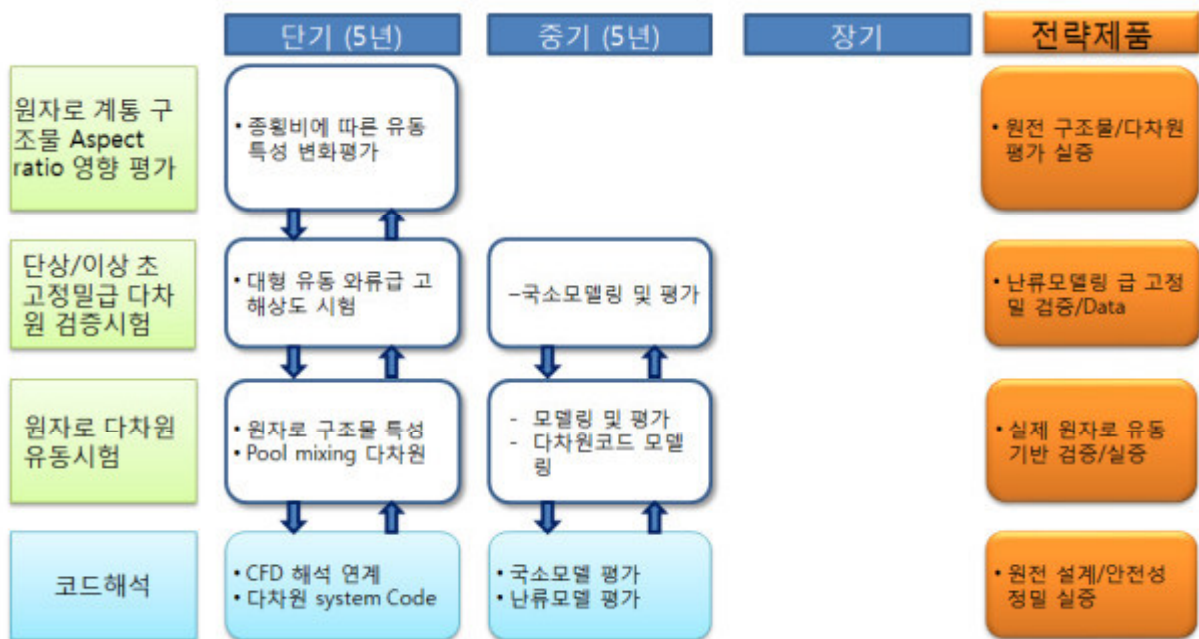 단기 (5년)
중기 (5년)
장기
전략제품
원자로 계통 구
조물 Aspect
ratio 영향 평가
• 종횡비에 따른 유동
특성 변화평가
• 원전 구조물/다차원
평가 실증
단상/이상 초
고정밀급 다차
원 검증시험
• 대형 유동 와류급 고
해상도 시험
–국소모델링 및 평가
• 난류모델링 급 고정
밀 검증/Data
원자로 다차원
유동시험
• 원자로 구조물 특성
• Pool mixing 다차원
- 모델링 및 평가
- 다차원코드 모델
링
• 실제 원자로 유동
기반 검증/실증
코드해석
• CFD 해석 연계
• 다차원 system Code
• 국소모델 평가
• 난류모델 평가
• 원전 설계/안전성
정밀 실증